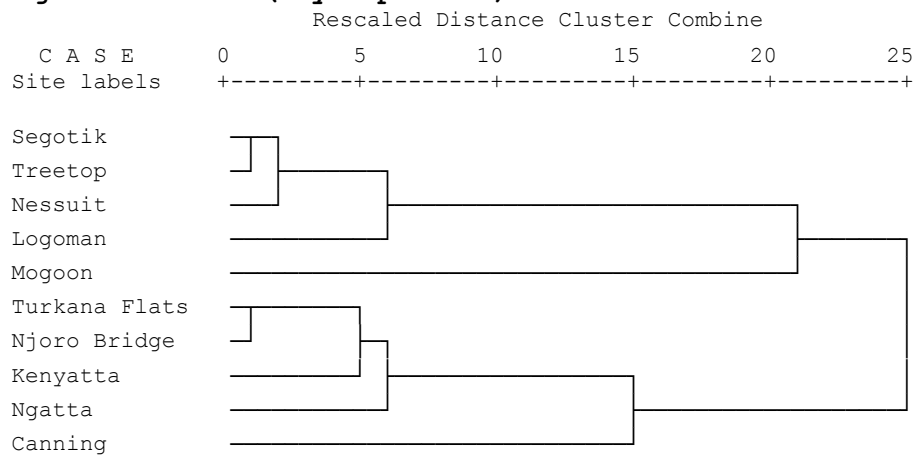 Rescaled Distance Cluster Combine
C A S E 0 5 10 15 20 25
Site labels +---------+---------+---------+---------+---------+
Segotik
Treetop
Nessuit
Logoman
Mogoon
Turkana Flats
Njoro Bridge
Kenyatta
Ngatta
Canning